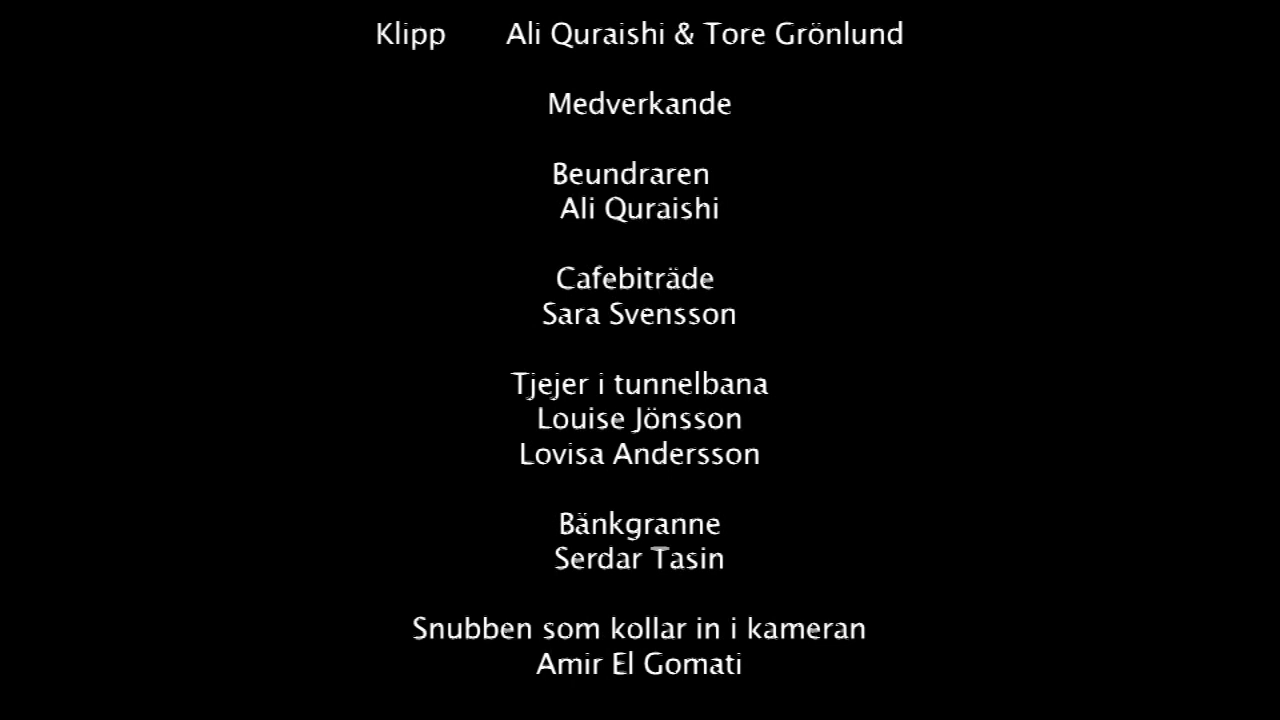 Klipp Ali Quraishi & Tore Grönlund
Medverkande
Beundraren
Ali Quraishi
Cafebiträde
Sara Svensson
Tjejer i tunnelbana
Louise Jönsson
Lovisa Andersson
Bänkgranne
Serdar Tasin
Snubben som kollar in i kameran
Amir El Gomati